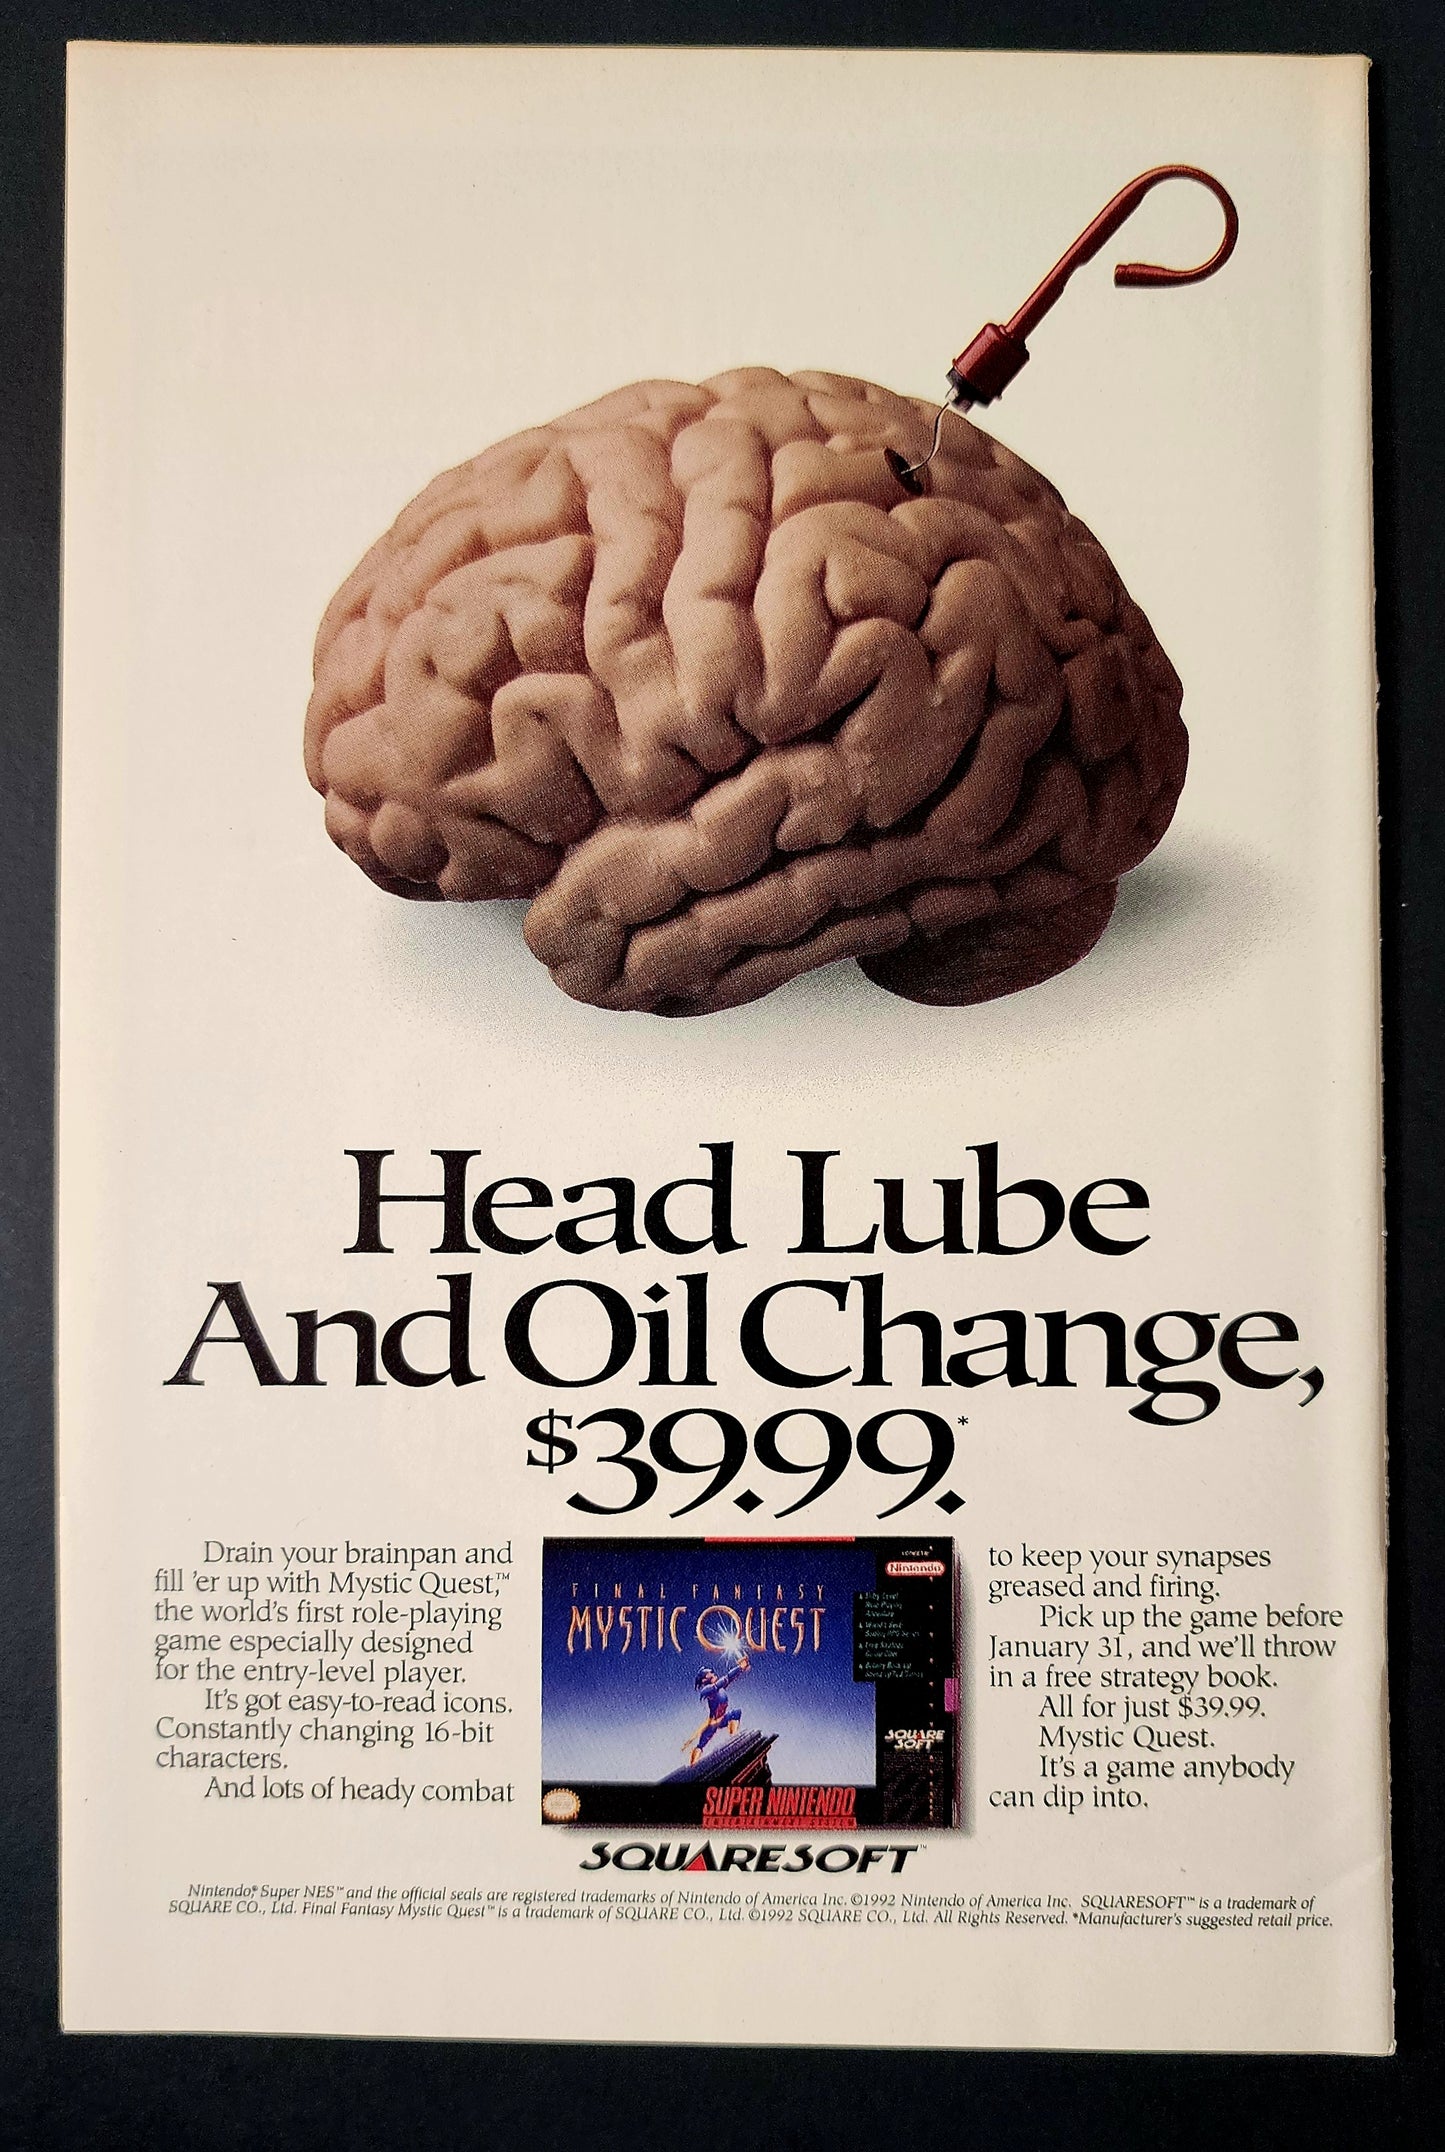 Head Lube
And Oil Change,
$39.99.*
Drain your brainpan and
fill 'er up with Mystic Quest,™
the world's first role-playing
game especially designed
for the entry-level player.
It's got easy-to-read icons.
Constantly changing 16-bit
characters.
And lots of heady combat
to keep your synapses
greased and firing.
Pick up the game before
January 31, and we'll throw
in a free strategy book.
All for just $39.99.
Mystic Quest.
It's a game anybody
can dip into.
FINAL FANTASY
MYSTIC QUEST
Nintendo
SQUARE
SOFT
SUPER NINTENDO
ENTERTAINMENT SYSTEM
SQUARESOFT™
Nintendo,® Super NES™ and the official seals are registered trademarks of Nintendo of America Inc. ©1992 Nintendo of America Inc. SQUARESOFT™ is a trademark of
SQUARE CO., Ltd. Final Fantasy Mystic Quest™ is a trademark of SQUARE CO., Ltd. ©1992 SQUARE CO., Ltd. All Rights Reserved. *Manufacturer's suggested retail price.